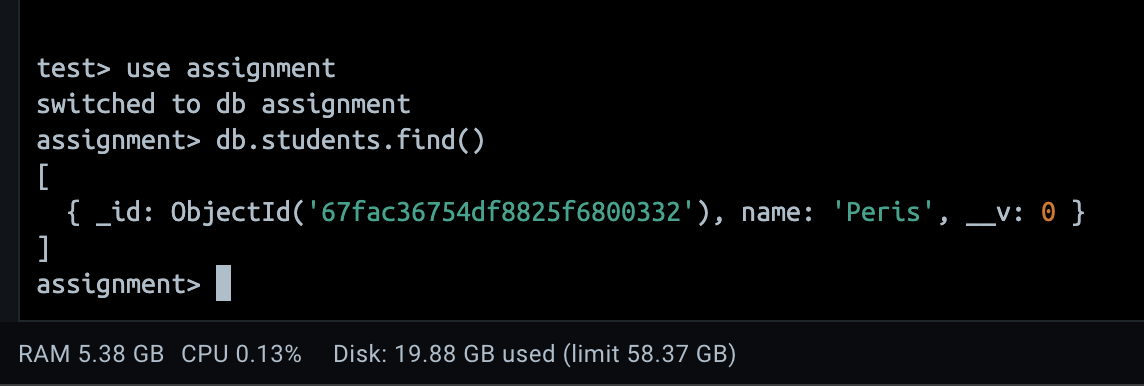 test> use assignment
switched to db assignment
assignment> db.students.find()
[
  { _id: ObjectId('67fac36754df8825f6800332'), name: 'Peris', __v: 0 }
]
assignment>
RAM 5.38 GB CPU 0.13% Disk: 19.88 GB used (limit 58.37 GB)